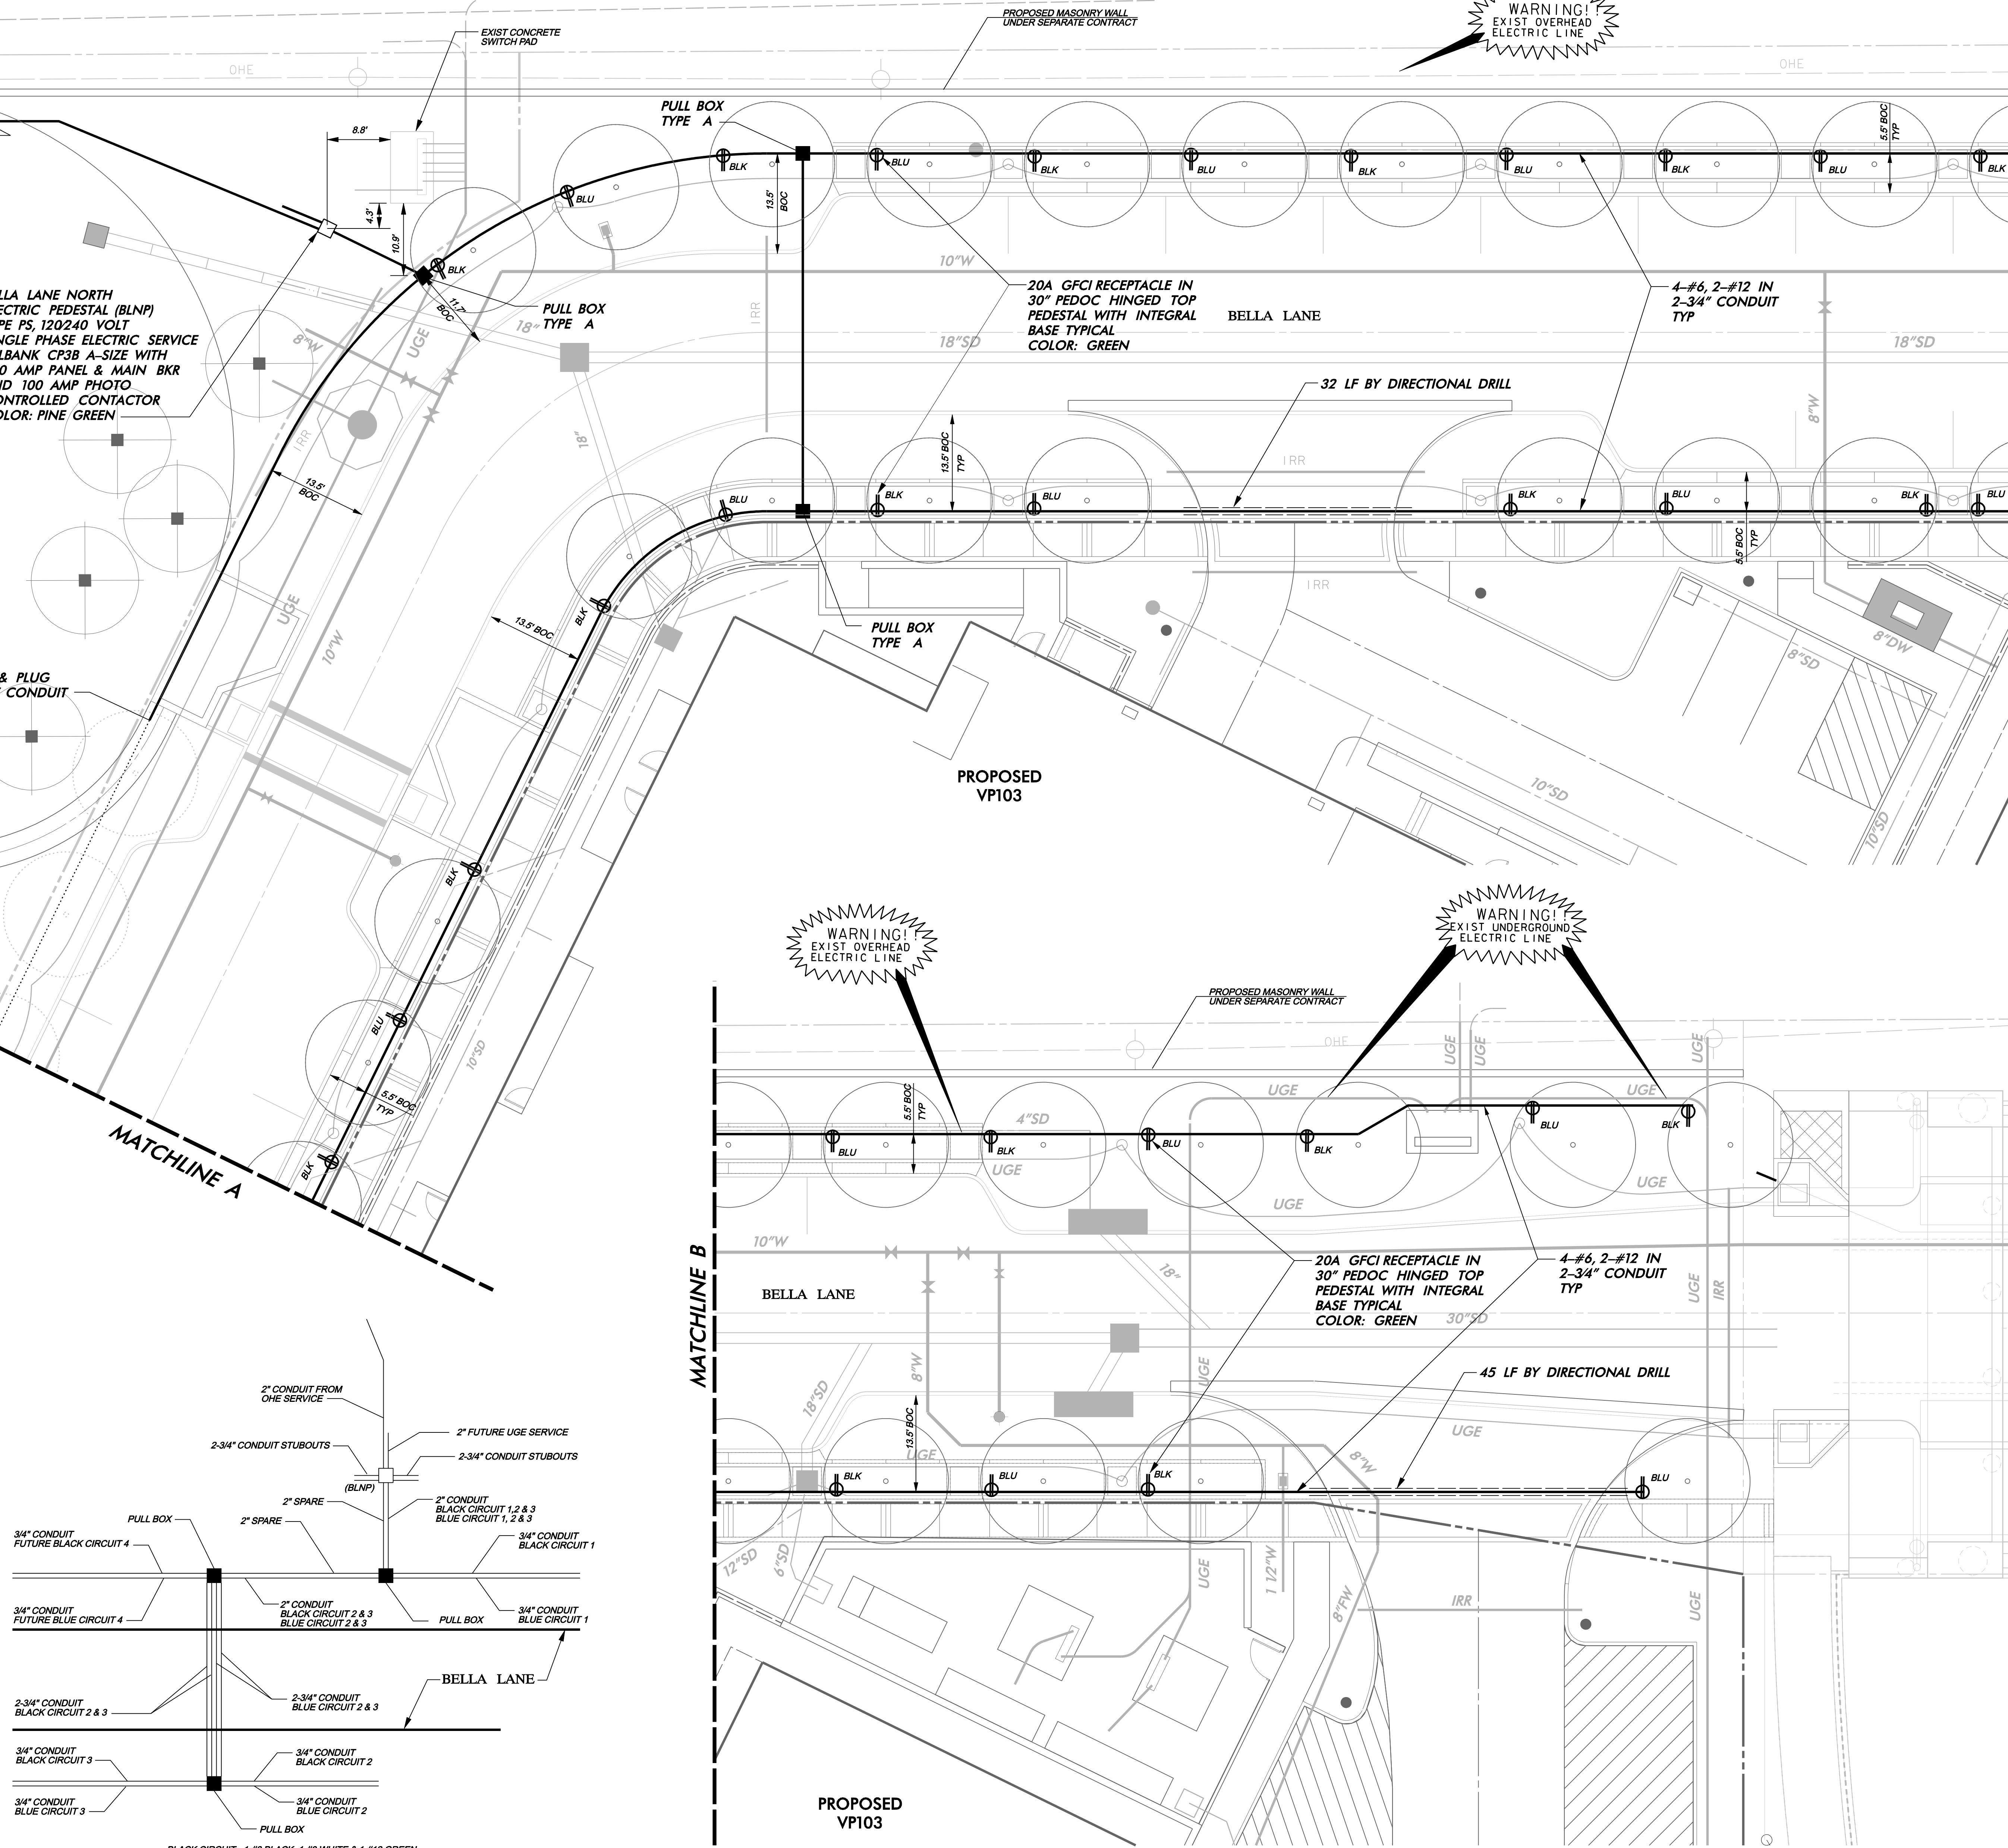 EXIST CONCRETE
SWITCH PAD
PROPOSED MASONRY WALL
UNDER SEPARATE CONTRACT
WARNING!!
EXIST OVERHEAD
ELECTRIC LINE
OHE
OHE
PULL BOX
TYPE A
8.8'
4.3'
10.9'
11.7'
BOC
13.5'
BOC
5.5' BOC
TYP
BLK
BLU
BLK
BLU
BLK
BLU
BLK
BLU
BLK
BLU
BLK
10"W
PULL BOX
TYPE A
LLA LANE NORTH
ECTRIC PEDESTAL (BLNP)
PE PS, 120/240 VOLT
NGLE PHASE ELECTRIC SERVICE
LBANK CP3B A-SIZE WITH
0 AMP PANEL & MAIN BKR
ND 100 AMP PHOTO
ONTROLLED CONTACTOR
OLOR: PINE GREEN
20A GFCI RECEPTACLE IN
30" PEDOC HINGED TOP
PEDESTAL WITH INTEGRAL
BASE TYPICAL
COLOR: GREEN
BELLA LANE
4-#6, 2-#12 IN
2-3/4" CONDUIT
TYP
IRR
18"
8"W
UGE
18"SD
18"SD
32 LF BY DIRECTIONAL DRILL
8"W
IRR
18"
13.5' BOC
TYP
IRR
13.5'
BOC
BLU
BLK
BLU
BLK
BLU
BLK
5.5' BOC
TYP
IRR
UGE
10"W
BLK
13.5' BOC
PULL BOX
TYPE A
8"DW
8"SD
& PLUG
CONDUIT
PROPOSED
VP103
10"SD
10"SD
BLK
BLU
10"SD
5.5' BOC
TYP
BLK
MATCHLINE A
WARNING!!
EXIST OVERHEAD
ELECTRIC LINE
WARNING!!
EXIST UNDERGROUND
ELECTRIC LINE
PROPOSED MASONRY WALL
UNDER SEPARATE CONTRACT
OHE
UGE
UGE
UGE
UGE
UGE
5.5' BOC
TYP
4"SD
BLU
BLK
BLU
BLK
BLU
BLK
UGE
UGE
UGE
10"W
MATCHLINE B
BELLA LANE
18"
20A GFCI RECEPTACLE IN
30" PEDOC HINGED TOP
PEDESTAL WITH INTEGRAL
BASE TYPICAL
COLOR: GREEN
4-#6, 2-#12 IN
2-3/4" CONDUIT
TYP
UGE
IRR
30"SD
8"W
UGE
45 LF BY DIRECTIONAL DRILL
18"SD
13.5' BOC
UGE
UGE
8"W
BLK
BLU
BLK
BLU
12"SD
6"SD
UGE
1 1/2"W
8"FW
IRR
UGE
PROPOSED
VP103
2" CONDUIT FROM
OHE SERVICE
2" FUTURE UGE SERVICE
2-3/4" CONDUIT STUBOUTS
2-3/4" CONDUIT STUBOUTS
(BLNP)
2" SPARE
2" CONDUIT
BLACK CIRCUIT 1,2 & 3
BLUE CIRCUIT 1, 2 & 3
PULL BOX
2" SPARE
3/4" CONDUIT
FUTURE BLACK CIRCUIT 4
3/4" CONDUIT
BLACK CIRCUIT 1
3/4" CONDUIT
FUTURE BLUE CIRCUIT 4
2" CONDUIT
BLACK CIRCUIT 2 & 3
BLUE CIRCUIT 2 & 3
PULL BOX
3/4" CONDUIT
BLUE CIRCUIT 1
BELLA LANE
2-3/4" CONDUIT
BLACK CIRCUIT 2 & 3
2-3/4" CONDUIT
BLUE CIRCUIT 2 & 3
3/4" CONDUIT
BLACK CIRCUIT 3
3/4" CONDUIT
BLACK CIRCUIT 2
3/4" CONDUIT
BLUE CIRCUIT 3
3/4" CONDUIT
BLUE CIRCUIT 2
PULL BOX